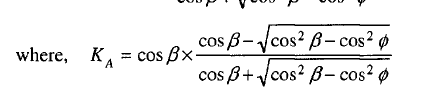 where, K_A = cos β × (cos β − √(cos² β − cos² φ)) / (cos β + √(cos² β − cos² φ))